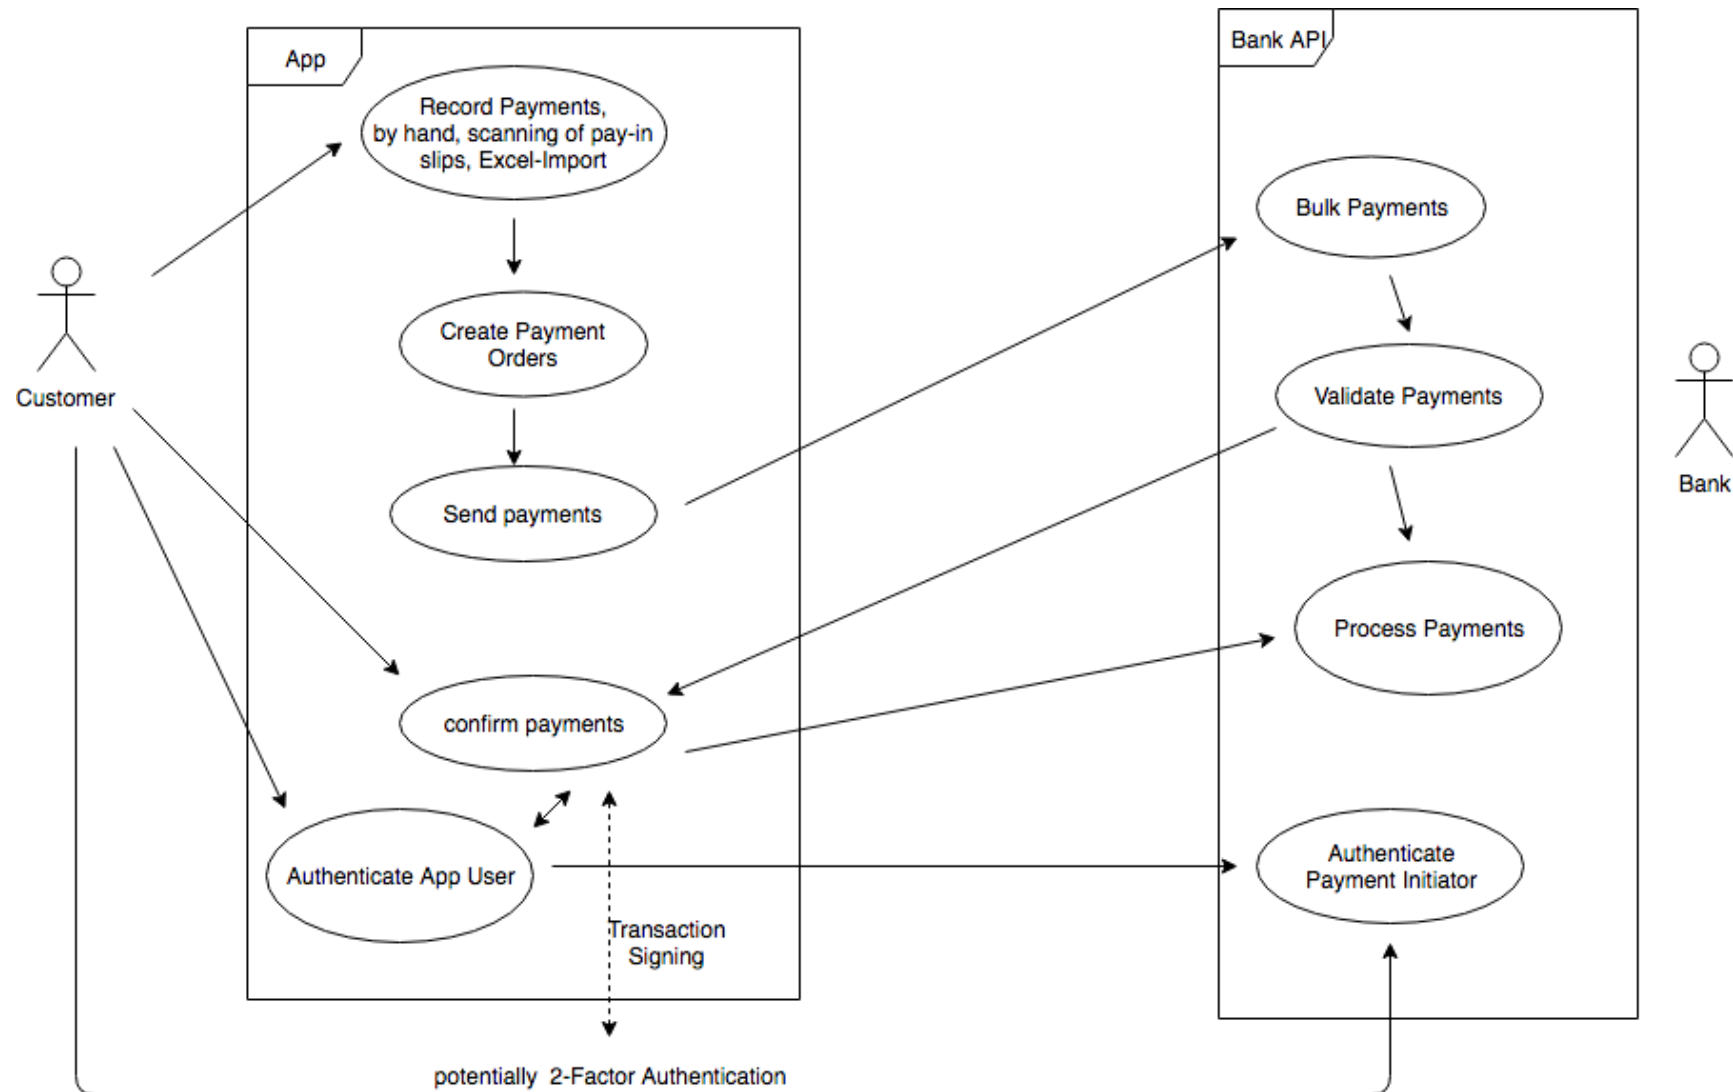 App
Record Payments,
by hand, scanning of pay-in
slips, Excel-Import
Create Payment
Orders
Send payments
confirm payments
Authenticate App User
Transaction
Signing
potentially 2-Factor Authentication
Customer
Bank API
Bulk Payments
Validate Payments
Process Payments
Authenticate
Payment Initiator
Bank